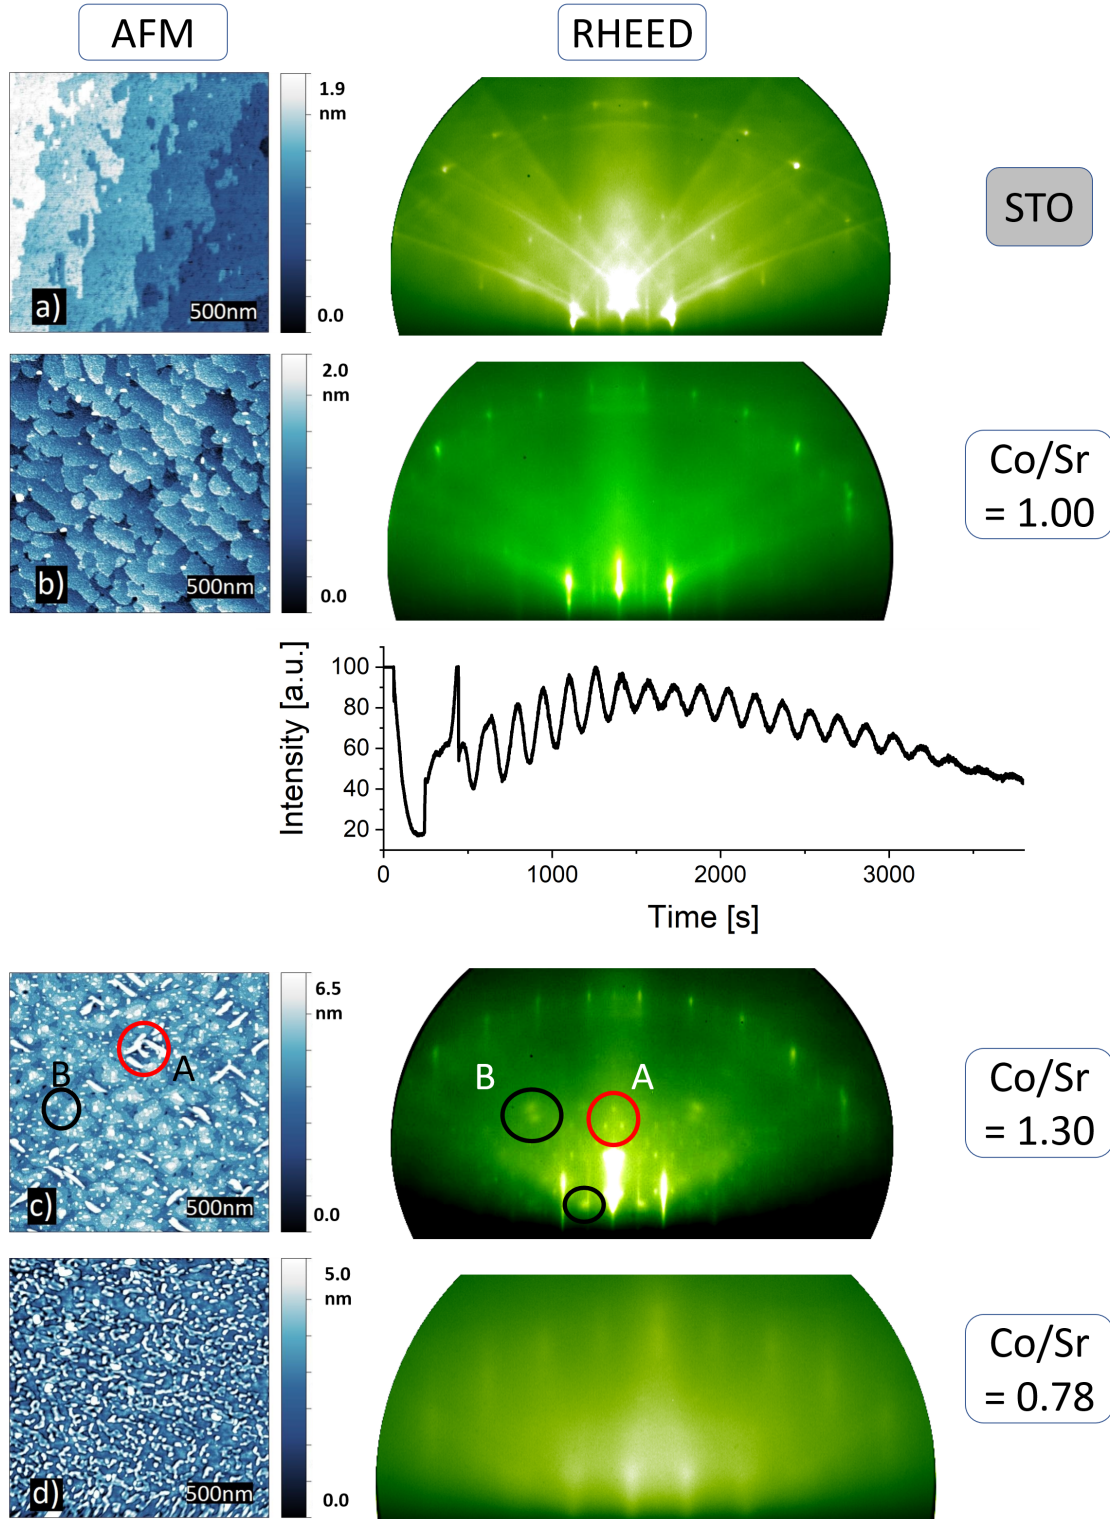 AFM
RHEED
1.9
nm
0.0
a)
500nm
STO
2.0
nm
0.0
b)
500nm
Co/Sr
= 1.00
Intensity [a.u.]
100
80
60
40
20
0
1000
2000
3000
Time [s]
6.5
nm
0.0
A
B
c)
500nm
B
A
Co/Sr
= 1.30
5.0
nm
0.0
d)
500nm
Co/Sr
= 0.78